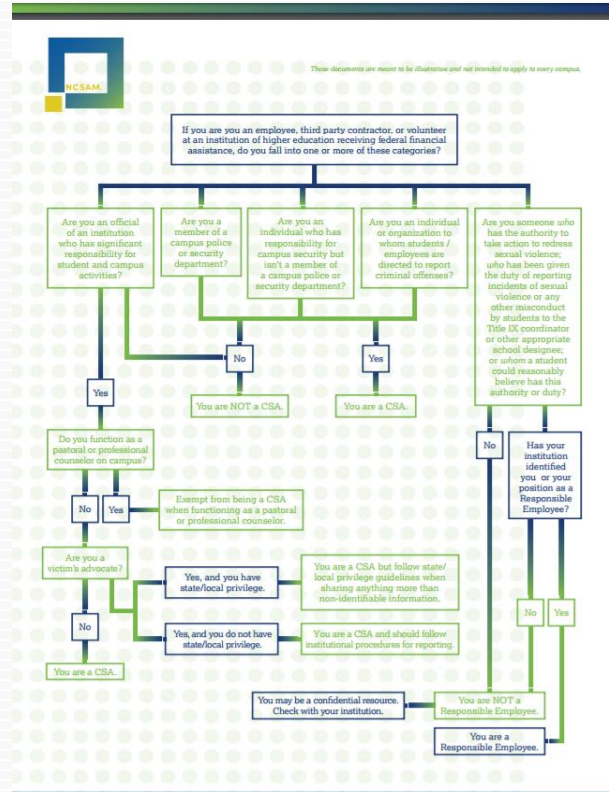 NCSAM.
These documents are meant to be illustrative and not intended to apply to every campus.
If you are you an employee, third party contractor, or volunteer
at an institution of higher education receiving federal financial
assistance, do you fall into one or more of these categories?
Are you an official
of an institution
who has significant
responsibility for
student and campus
activities?
Are you a
member of a
campus police
or security
department?
Are you an
individual who has
responsibility for
campus security but
isn't a member of
a campus police or
security department?
Are you an individual
or organization to
whom students /
employees are
directed to report
criminal offenses?
Are you someone who
has the authority to
take action to redress
sexual violence;
who has been given
the duty of reporting
incidents of sexual
violence or any
other misconduct
by students to the
Title IX coordinator
or other appropriate
school designee;
or whom a student
could reasonably
believe has this
authority or duty?
No
Yes
You are NOT a CSA.
You are a CSA.
Yes
Do you function as a
pastoral or professional
counselor on campus?
No
Yes
Exempt from being a CSA
when functioning as a pastoral
or professional counselor.
Are you a
victim's advocate?
Yes, and you have
state/local privilege.
You are a CSA but follow state/
local privilege guidelines when
sharing anything more than
non-identifiable information.
No
Yes, and you do not have
state/local privilege.
You are a CSA and should follow
institutional procedures for reporting.
You are a CSA.
No
Has your
institution
identified
you or your
position as a
Responsible
Employee?
No
Yes
You may be a confidential resource.
Check with your institution.
You are NOT a
Responsible Employee.
You are a
Responsible Employee.